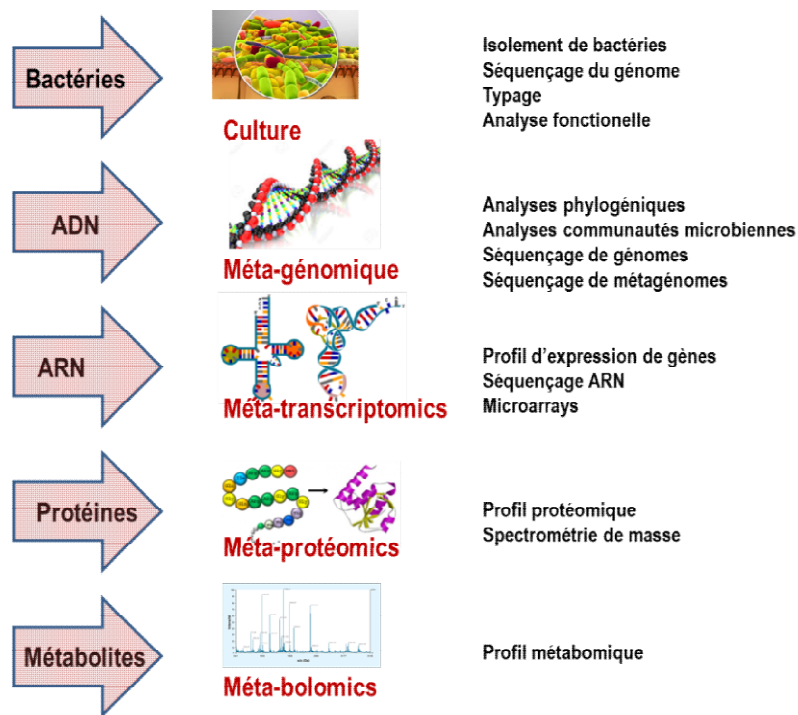 Bactéries
Culture
Isolement de bactéries
Séquençage du génome
Typage
Analyse fonctionelle
ADN
Méta-génomique
Analyses phylogéniques
Analyses communautés microbiennes
Séquençage de génomes
Séquençage de métagénomes
ARN
Méta-transcriptomics
Profil d'expression de gènes
Séquençage ARN
Microarrays
Protéines
Méta-protéomics
Profil protéomique
Spectrométrie de masse
Métabolites
Méta-bolomics
Profil métabomique